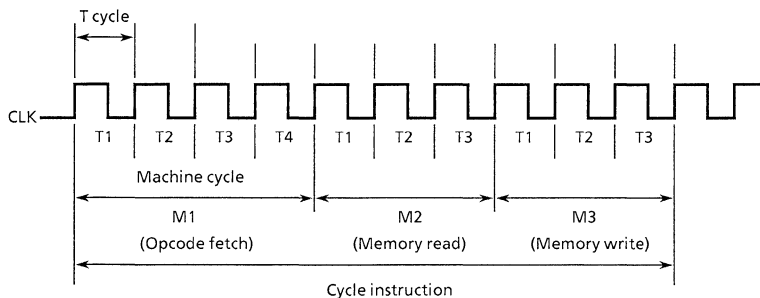 T cycle
CLK
T1 T2 T3 T4 T1 T2 T3 T1 T2 T3
Machine cycle
M1 M2 M3
(Opcode fetch) (Memory read) (Memory write)
Cycle instruction